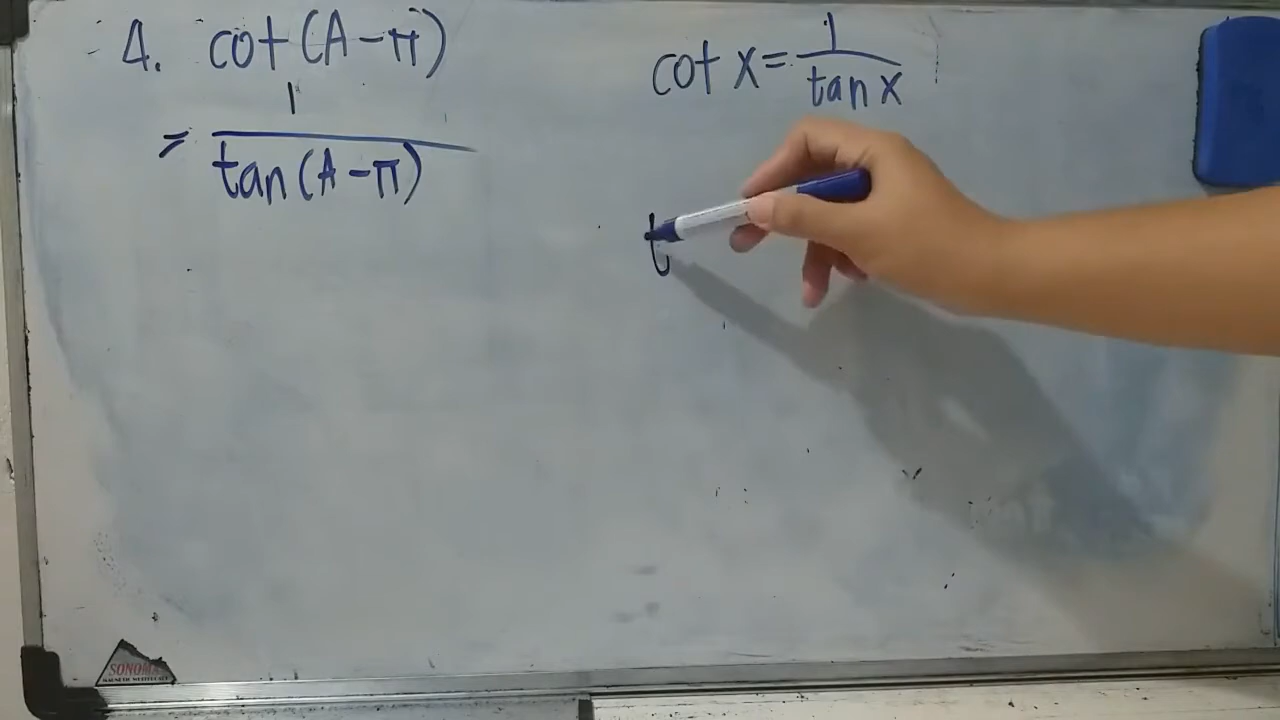 4. cot(A-π)
= 1/tan(A-π)
cot x = 1/tan x
t
SONOMA